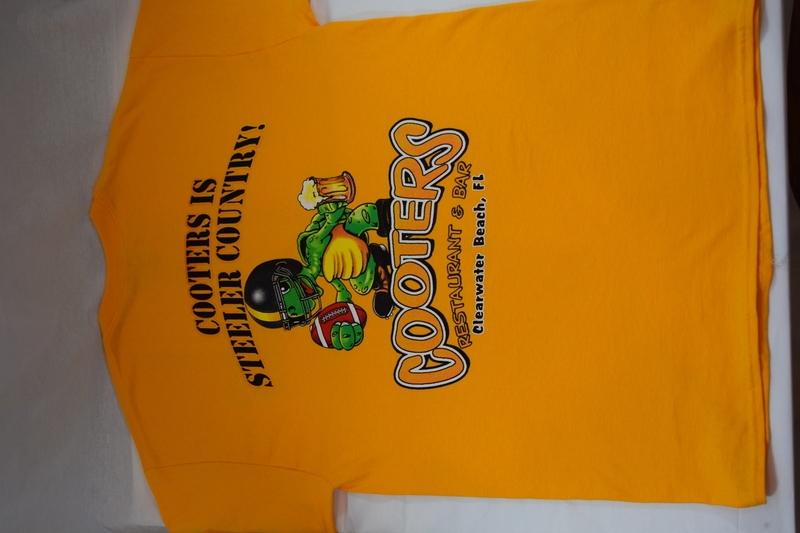 COOTERS IS
STEELER COUNTRY!
COOTERS
RESTAURANT & BAR
Clearwater Beach, FL